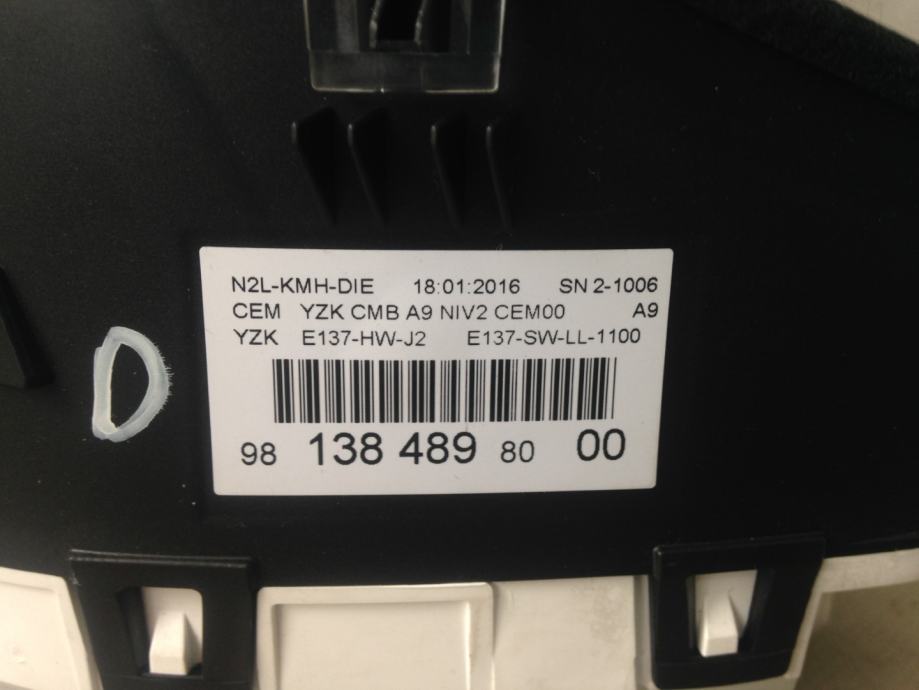 N2L-KMH-DIE 18:01:2016 SN 2-1006
CEM YZK CMB A9 NIV2 CEM00 A9
YZK E137-HW-J2 E137-SW-LL-1100
98 138 489 80 00
D